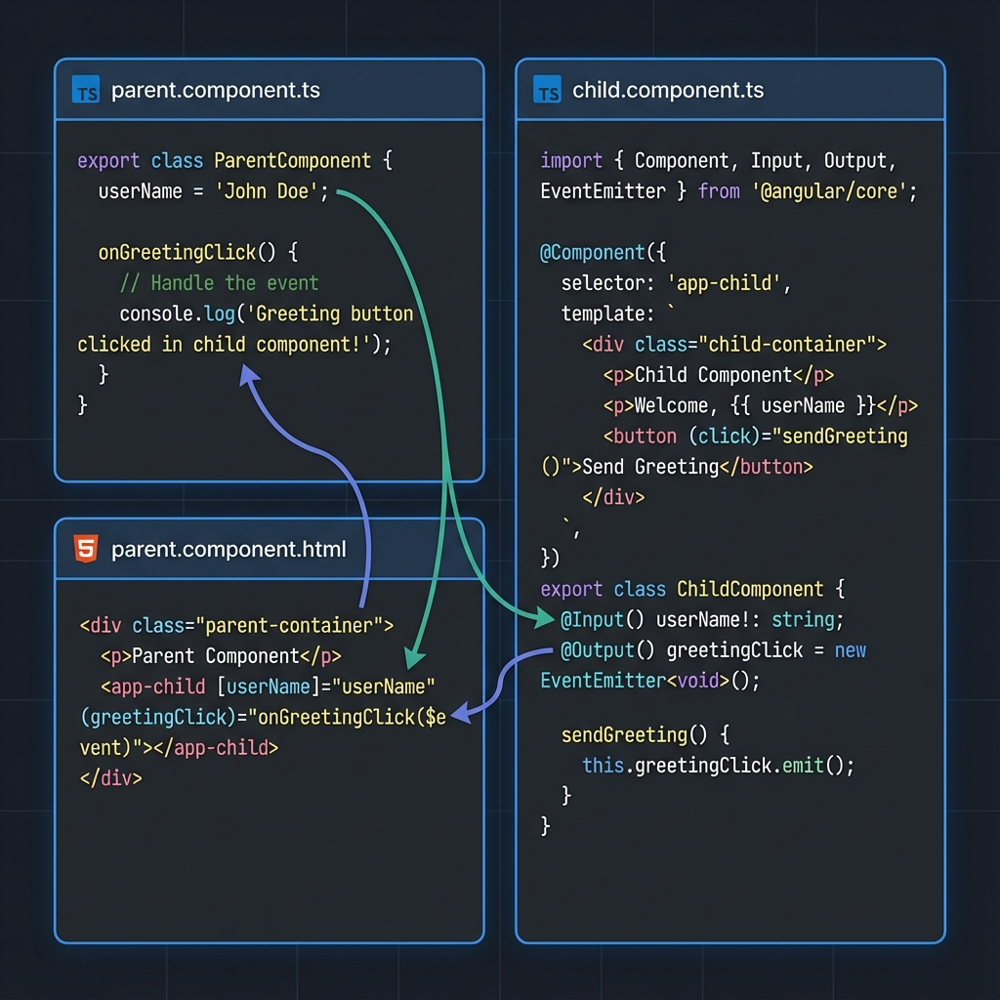 TS parent.component.ts
export class ParentComponent {
userName = 'John Doe';
onGreetingClick() {
// Handle the event
console.log('Greeting button
clicked in child component!');
}
}
5 parent.component.html
<div class="parent-container">
<p>Parent Component</p>
<app-child [userName]="userName"
(greetingClick)="onGreetingClick($e
vent)"></app-child>
</div>
TS child.component.ts
import { Component, Input, Output,
EventEmitter } from '@angular/core';
@Component({
selector: 'app-child',
template: `
<div class="child-container">
<p>Child Component</p>
<p>Welcome, {{ userName }}</p>
<button (click)="sendGreeting
()">Send Greeting</button>
</div>
`,
})
export class ChildComponent {
@Input() userName!: string;
@Output() greetingClick = new
EventEmitter<void>();
sendGreeting() {
this.greetingClick.emit();
}
}